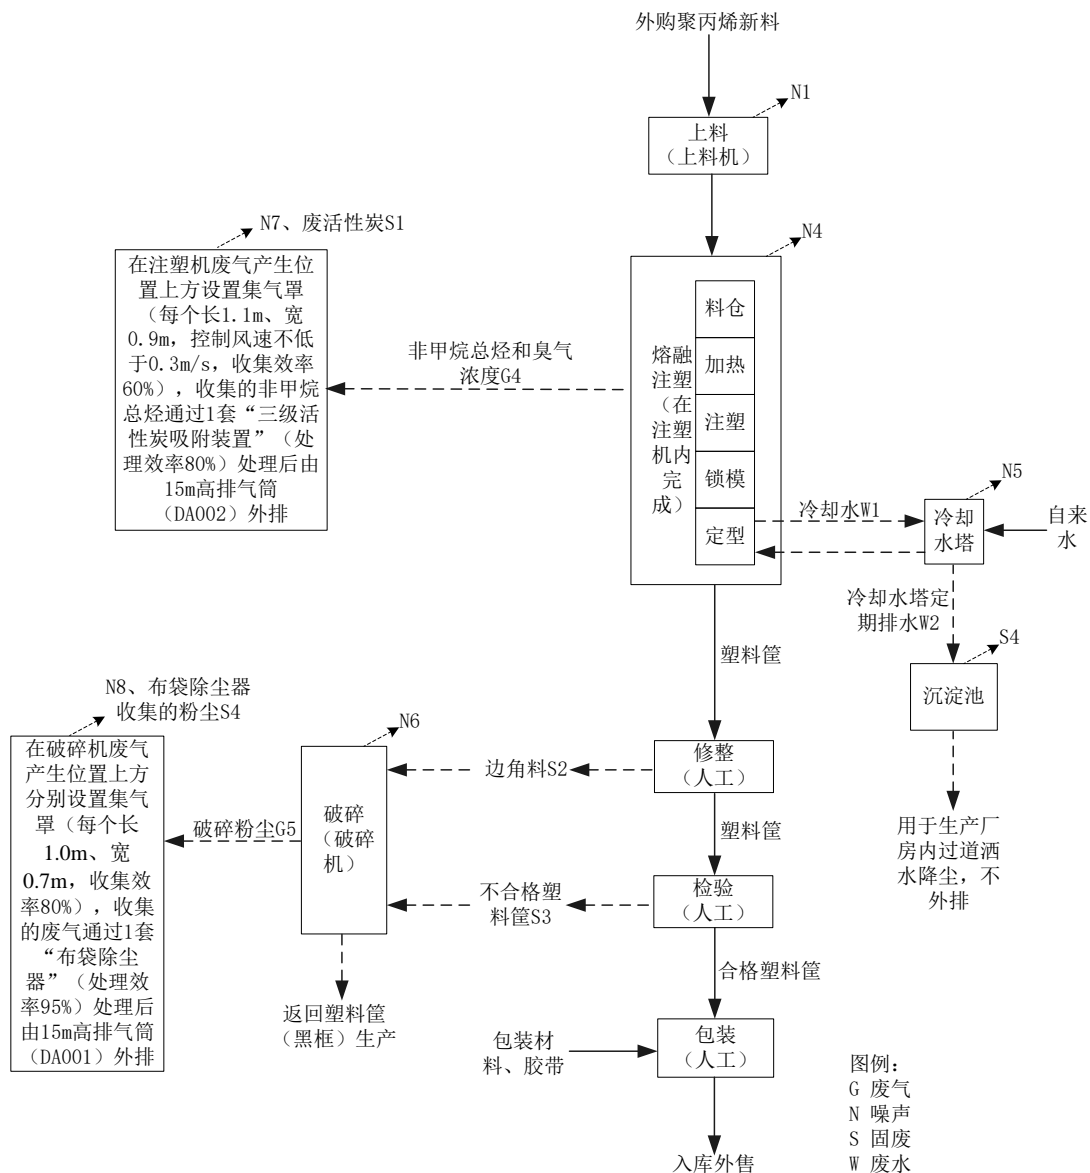 外购聚丙烯新料
N1
上料
（上料机）
N7、废活性炭S1
在注塑机废气产生位
置上方设置集气罩
（每个长1.1m、宽
0.9m，控制风速不低
于0.3m/s，收集效率
60%），收集的非甲烷
总烃通过1套“三级活
性炭吸附装置”（处
理效率80%）处理后由
15m高排气筒
（DA002）外排
非甲烷总烃和臭气
浓度G4
N4
熔融
注塑
（在
注塑
机内
完
成）
料仓
加热
注塑
锁模
定型
冷却水W1
N5
冷却
水塔
自来
水
冷却水塔定
期排水W2
S4
沉淀池
用于生产厂
房内过道洒
水降尘，不
外排
塑料筐
修整
（人工）
边角料S2
N6
破碎
（破碎
机）
破碎粉尘G5
N8、布袋除尘器
收集的粉尘S4
在破碎机废气
产生位置上方
分别设置集气
罩（每个长
1.0m、宽
0.7m，收集效
率80%），收集
的废气通过1套
“布袋除尘
器”（处理效
率95%）处理后
由15m高排气筒
（DA001）外排
塑料筐
检验
（人工）
不合格塑
料筐S3
返回塑料筐
（黑框）生产
合格塑料筐
包装材
料、胶带
包装
（人工）
入库外售
图例：
G 废气
N 噪声
S 固废
W 废水